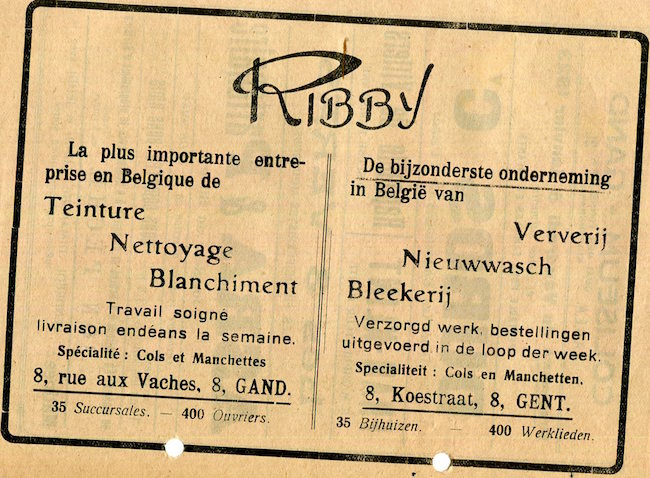 RIBBY
La plus importante entre-
prise en Belgique de
Teinture
Nettoyage
Blanchiment
Travail soigné
livraison endéans la semaine.
Spécialité : Cols et Manchettes
8, rue aux Vaches, 8, GAND.
35 Succursales. — 400 Ouvriers.
De bijzonderste onderneming
in België van
Ververij
Nieuwwasch
Bleekerij
Verzorgd werk, bestellingen
uitgevoerd in de loop der week.
Specialiteit : Cols en Manchetten.
8, Koestraat, 8, GENT.
35 Bijhuizen. — 400 Werklieden.